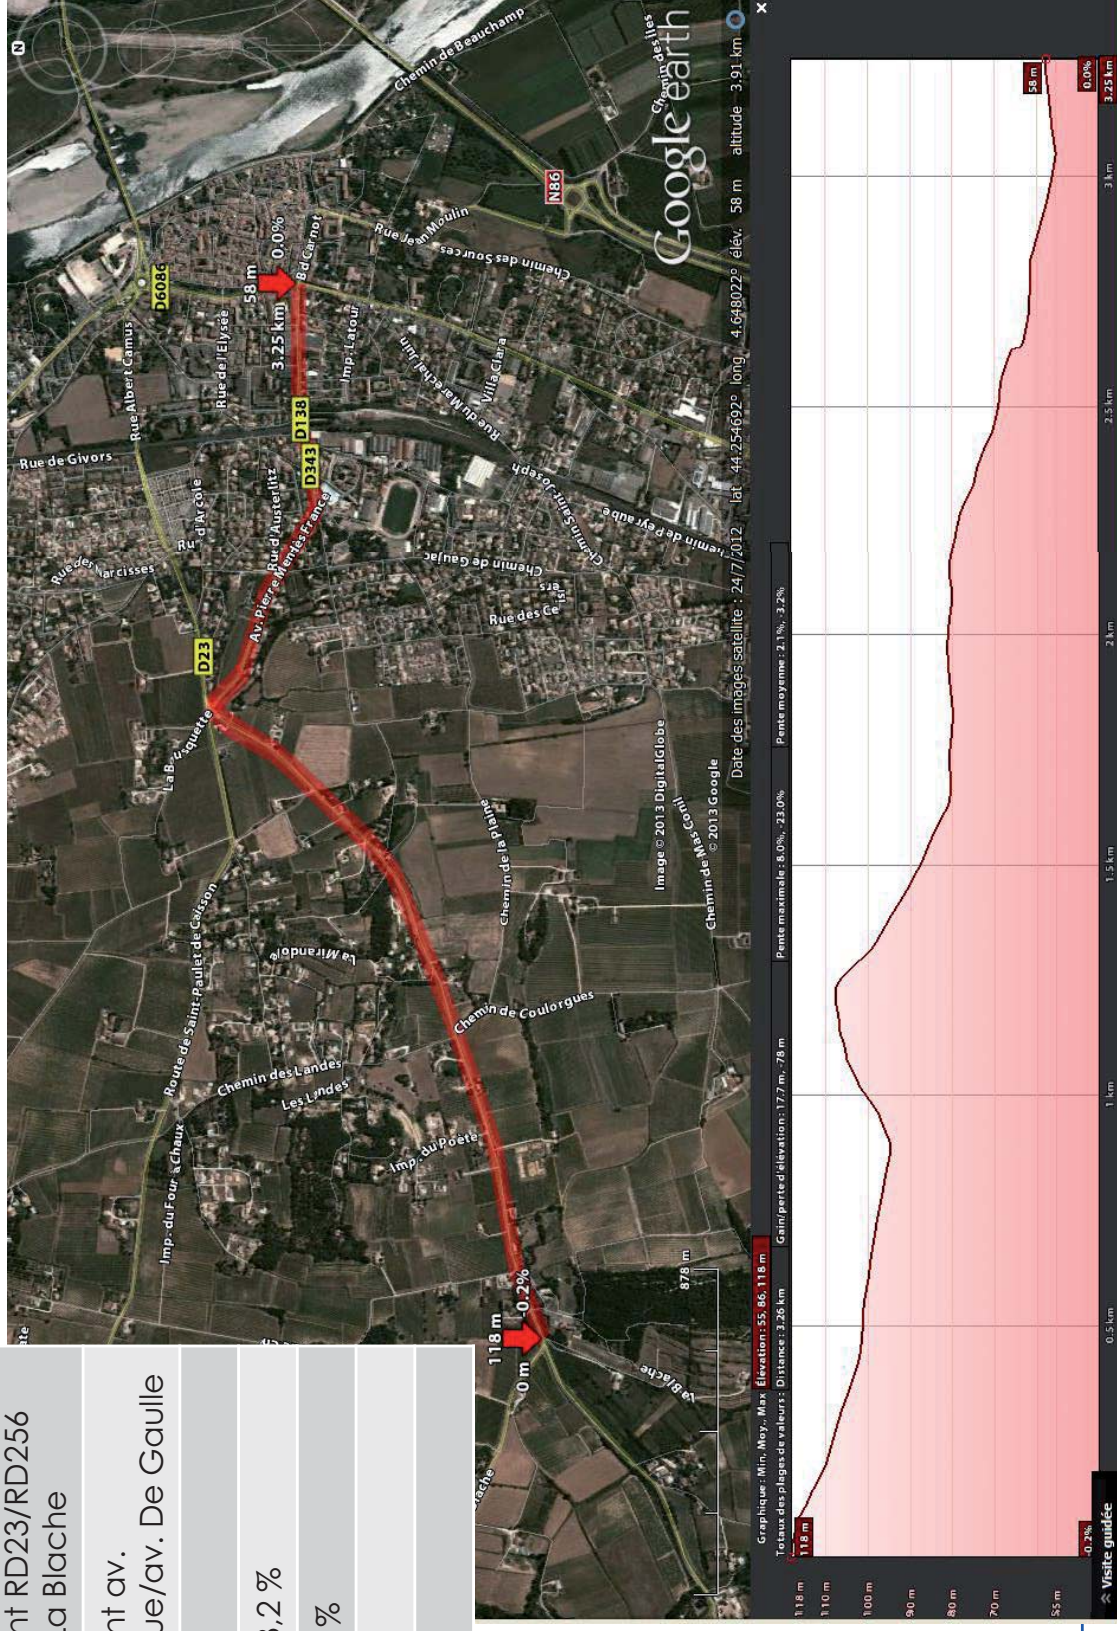 nt RD23/RD256
La Blache
nt av.
ue/av. De Gaulle
3,2 %
%
N
Chemin de Beauchamp
Chemin des Iles
D6086
Rue Albert Camus
Rue de l'Elysée
58 m
3.25 km
0.0%
Bd Carnot
Rue Jean Moulin
Chemin des Sources
N86
Imp. Latour
Rue du Marechal Juin
Villa Clara
Rue de Givors
D138
D343
Rue d'Arcole
Rue d'Austerlitz
Rue des Narcisses
Av. Pierre Mendès France
Chemin Saint-Joseph
Chemin de Peyraube
Chemin de Gaujac
Rue des Ce
D23
La Bousquette
Route de Saint-Paulet de Caisson
La Mirandole
Chemin de la Plaine
Chemin de Mas Conil
Chemin de Coulorgues
Chemin des Landes
Les Landes
Imp. du Four à Chaux
Imp. du Poète
118 m
0 m
-0.2%
La Blache
lache
878 m
Image © 2013 DigitalGlobe
© 2013 Google
Google earth
Date des images satellite : 24/7/2012 lat 44.254692° long 4.648022° élév. 58 m altitude 3.91 km
Graphique : Min, Moy., Max Élévation : 55, 86, 118 m
Totaux des plages de valeurs : Distance : 3.26 km Gain/perte d'élévation : 17.7 m, -78 m Pente maximale : 8.0%, -23.0% Pente moyenne : 2.1%, -3.2%
118 m
110 m
100 m
90 m
80 m
70 m
55 m
118 m
-0.2%
58 m
0.0%
0.5 km
1 km
1.5 km
2 km
2.5 km
3 km
3.25 km
Visite guidée